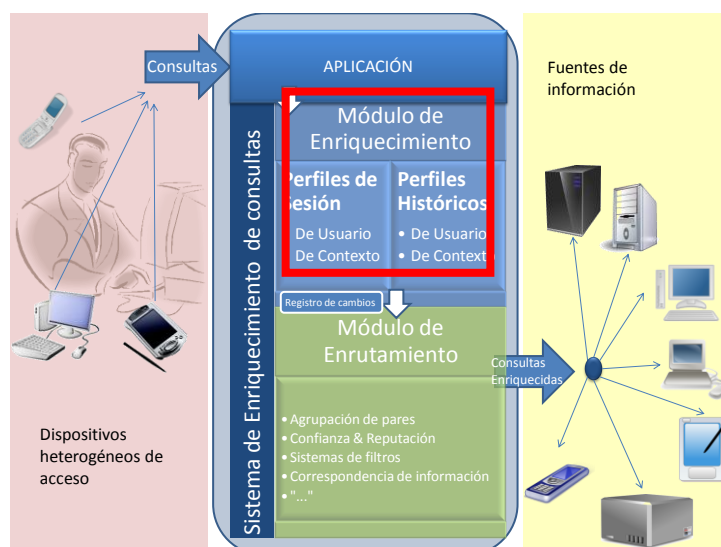 Consultas
APLICACIÓN
Fuentes de
información
Sistema de Enriquecimiento de consultas
Módulo de
Enriquecimiento
Perfiles de
Sesión
De Usuario
De Contexto
Perfiles
Históricos
• De Usuario
• De Contexto
Registro de cambios
Módulo de
Enrutamiento
Consultas
Enriquecidas
• Agrupación de pares
• Confianza & Reputación
• Sistemas de filtros
• Correspondencia de información
• "..."
Dispositivos
heterogéneos de
acceso